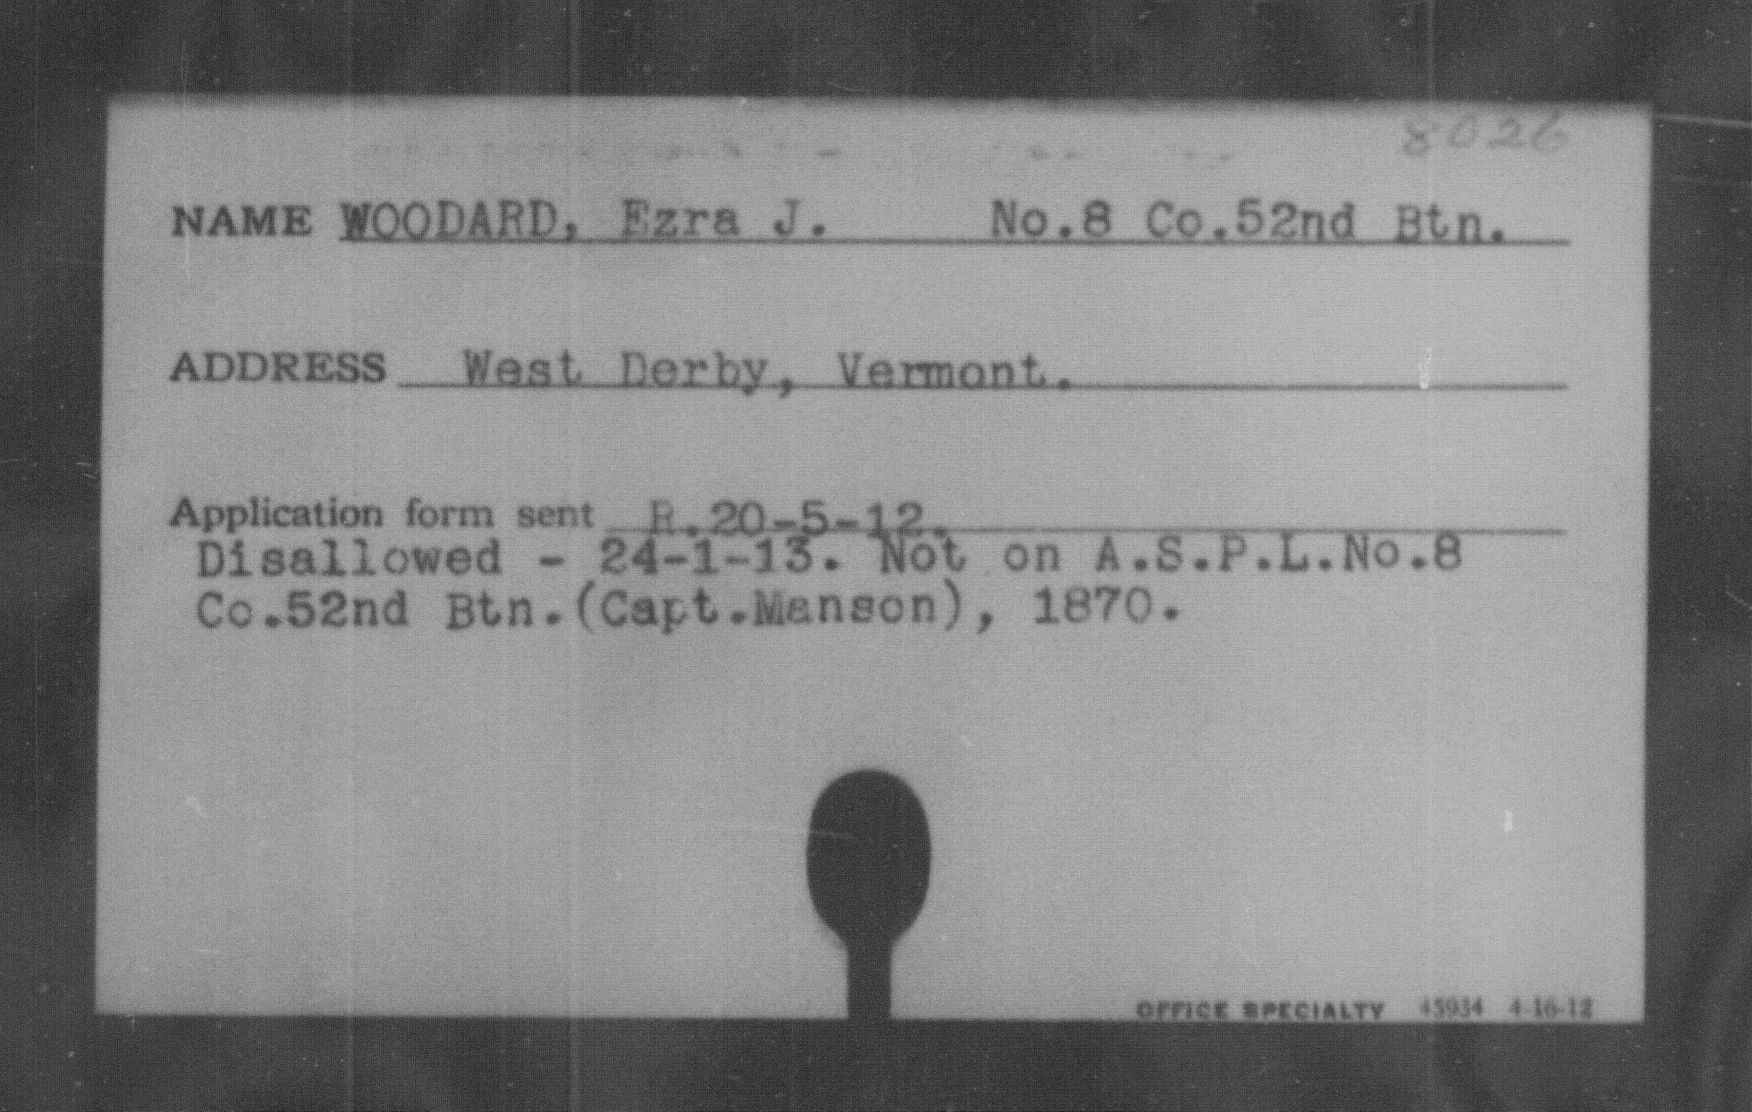 8026
NAME WOODARD, Ezra J. No.8 Co.52nd Btn.
ADDRESS West Derby, Vermont.
Application form sent R.20-5-12.
Disallowed - 24-1-13. Not on A.S.P.L.No.8
Co.52nd Btn.(Capt.Manson), 1870.
OFFICE SPECIALTY 45934 4-16-12